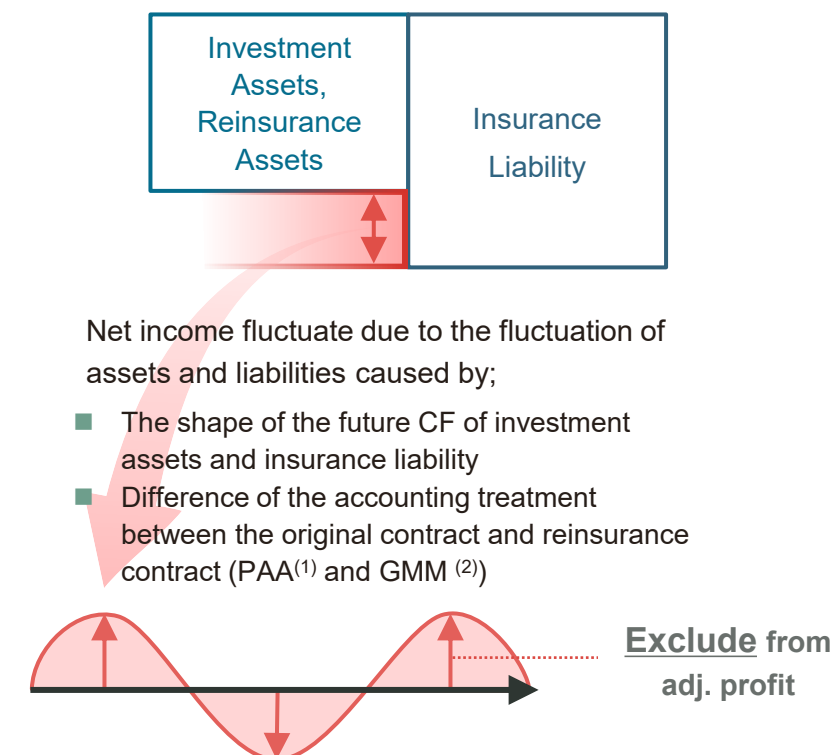 Investment
Assets,
Reinsurance
Assets
Insurance
Liability
Net income fluctuate due to the fluctuation of
assets and liabilities caused by;
The shape of the future CF of investment
assets and insurance liability
Difference of the accounting treatment
between the original contract and reinsurance
contract (PAA(1) and GMM (2))
Exclude from
adj. profit